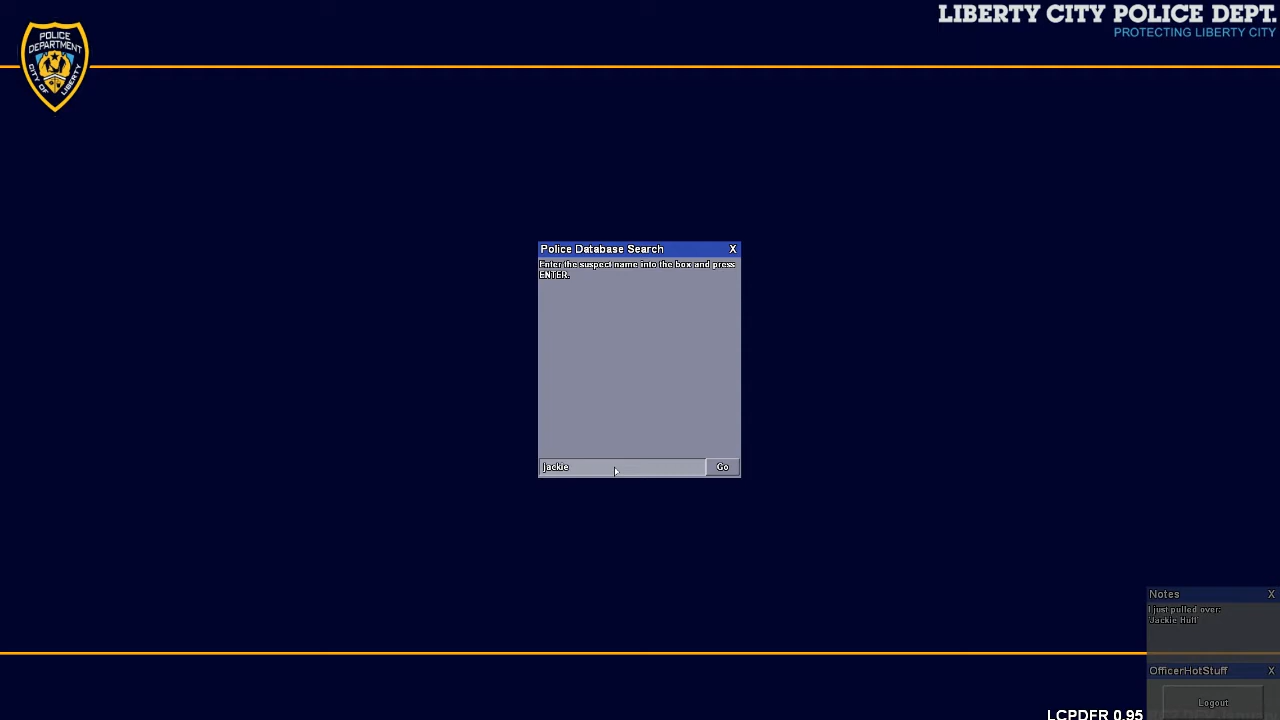 LIBERTY CITY POLICE DEPT.
PROTECTING LIBERTY CITY
POLICE
DEPARTMENT
CITY OF LIBERTY
Police Database Search X
Enter the suspect name into the box and press
ENTER.
jackie Go
Notes X
I just pulled over:
'Jackie Hull'
OfficerHotStuff X
Logout
LCPDFR 0.95